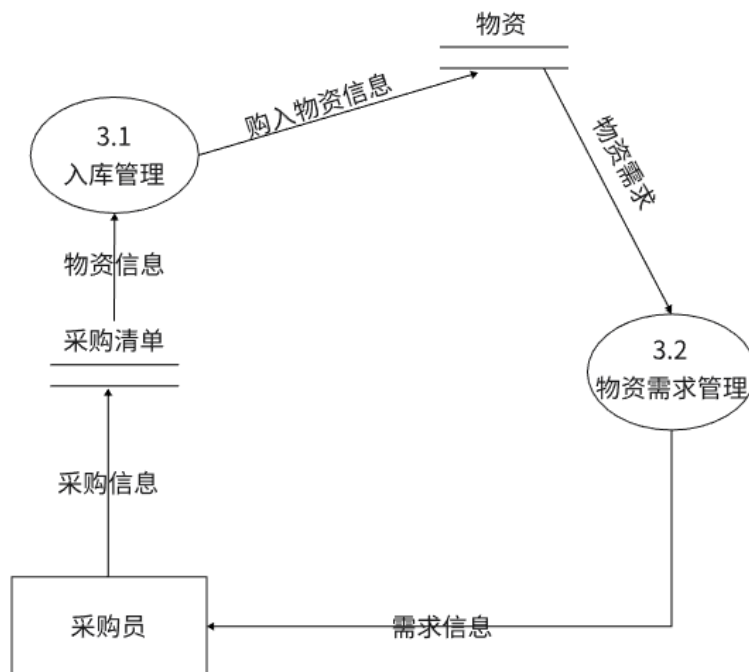 物资
购入物资信息
3.1
入库管理
物资需求
物资信息
采购清单
3.2
物资需求管理
采购信息
采购员
需求信息